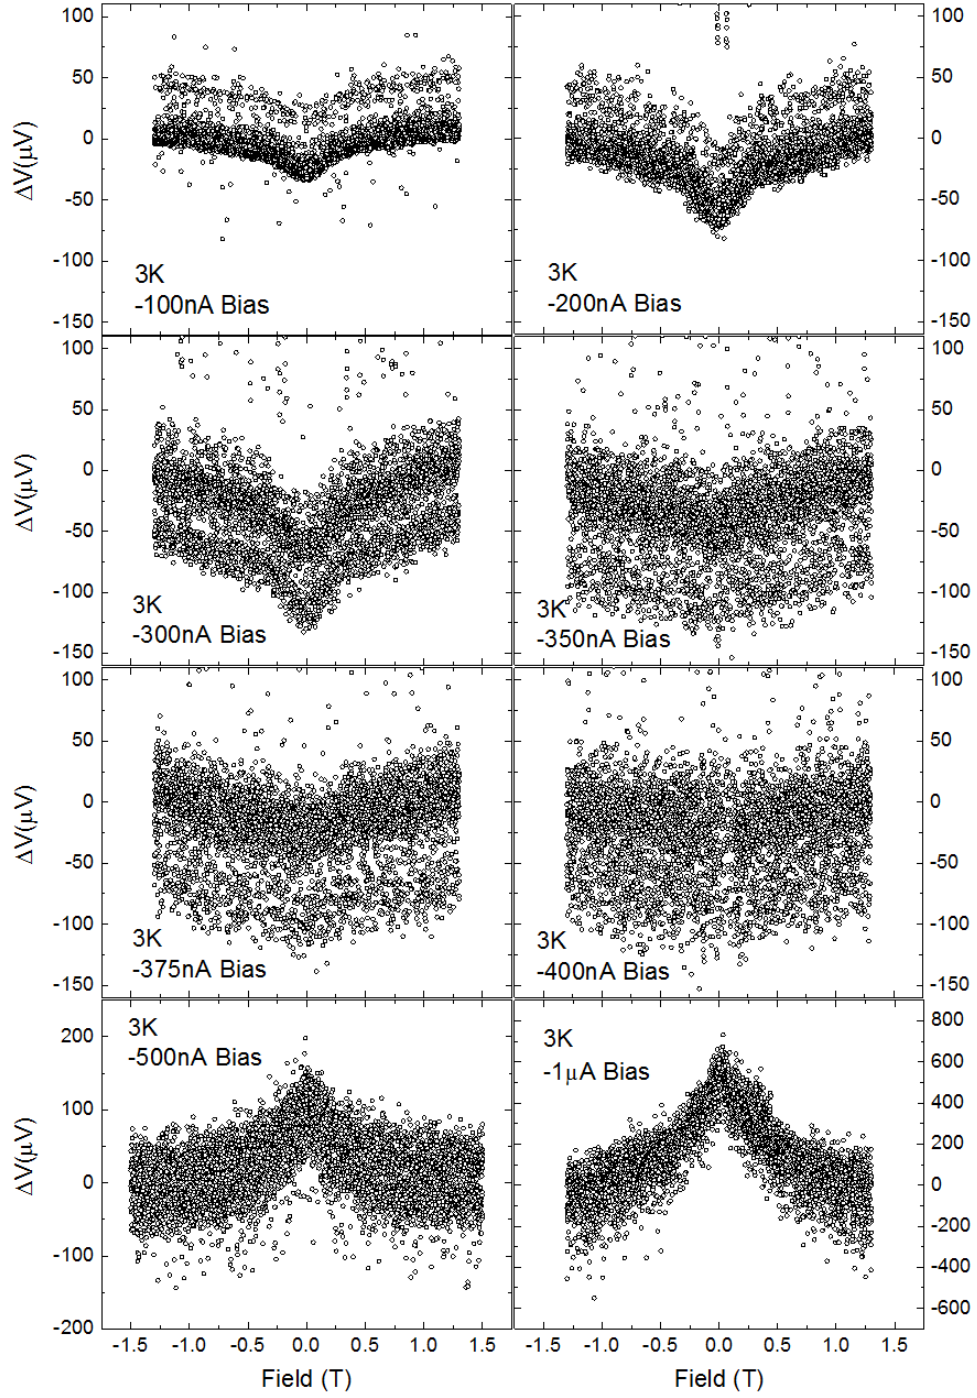 100 100
50 50
0 0
-50 -50
-100 -100
-150 -150
ΔV(μV)
3K
-100nA Bias
3K
-200nA Bias
100 100
50 50
0 0
-50 -50
-100 -100
-150 -150
ΔV(μV)
3K
-300nA Bias
3K
-350nA Bias
100 100
50 50
0 0
-50 -50
-100 -100
-150 -150
ΔV(μV)
3K
-375nA Bias
3K
-400nA Bias
200
100
0
-100
-200
ΔV(μV)
3K
-500nA Bias
3K
-1μA Bias
800
600
400
200
0
-200
-400
-600
-1.5 -1.0 -0.5 0.0 0.5 1.0 1.5 -1.5 -1.0 -0.5 0.0 0.5 1.0 1.5
Field (T) Field (T)